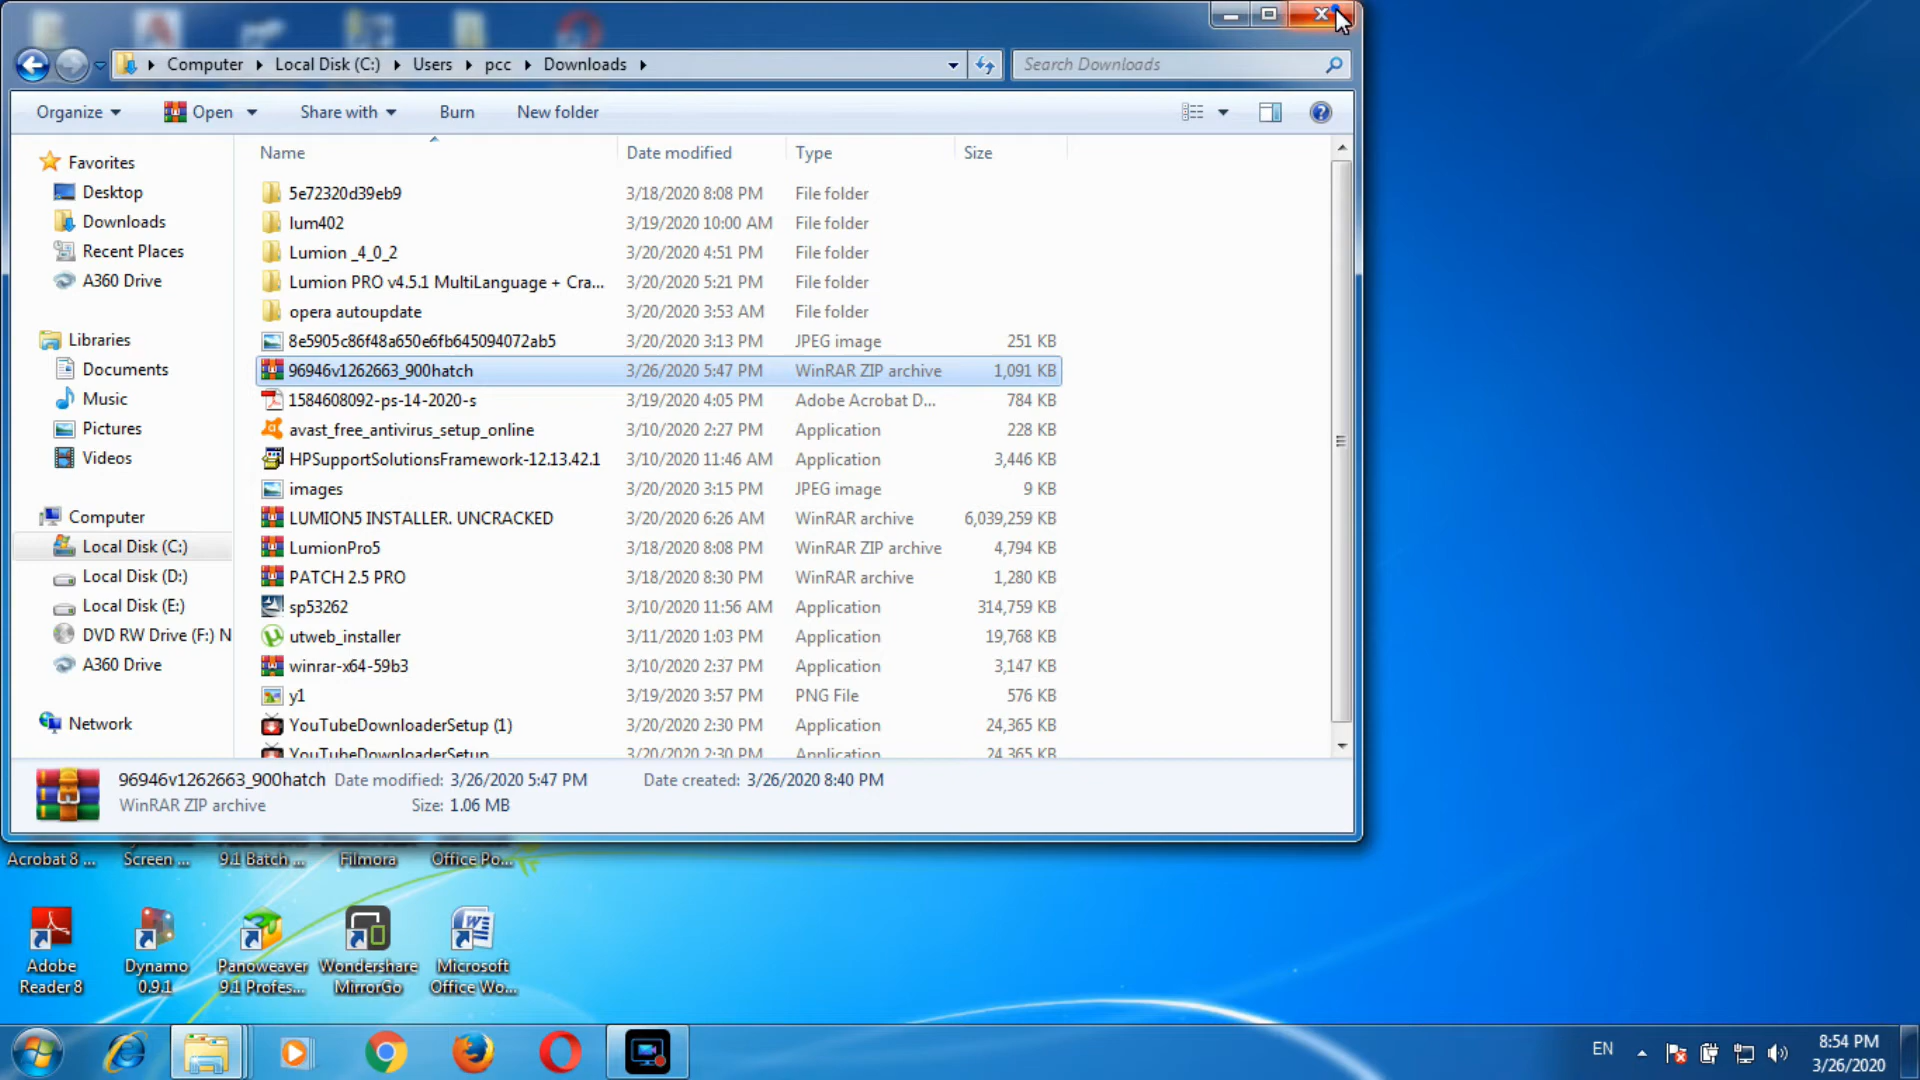 Computer Local Disk (C:) Users pcc Downloads
Search Downloads
Organize Open Share with Burn New folder
Name Date modified Type Size
Favorites
Desktop
Downloads
Recent Places
A360 Drive
Libraries
Documents
Music
Pictures
Videos
Computer
Local Disk (C:)
Local Disk (D:)
Local Disk (E:)
DVD RW Drive (F:) N
A360 Drive
Network
5e72320d39eb9 3/18/2020 8:08 PM File folder
lum402 3/19/2020 10:00 AM File folder
Lumion _4_0_2 3/20/2020 4:51 PM File folder
Lumion PRO v4.5.1 MultiLanguage + Cra... 3/20/2020 5:21 PM File folder
opera autoupdate 3/20/2020 3:53 AM File folder
8e5905c86f48a650e6fb645094072ab5 3/20/2020 3:13 PM JPEG image 251 KB
96946v1262663_900hatch 3/26/2020 5:47 PM WinRAR ZIP archive 1,091 KB
1584608092-ps-14-2020-s 3/19/2020 4:05 PM Adobe Acrobat D... 784 KB
avast_free_antivirus_setup_online 3/10/2020 2:27 PM Application 228 KB
HPSupportSolutionsFramework-12.13.42.1 3/10/2020 11:46 AM Application 3,446 KB
images 3/20/2020 3:15 PM JPEG image 9 KB
LUMION5 INSTALLER. UNCRACKED 3/20/2020 6:26 AM WinRAR archive 6,039,259 KB
LumionPro5 3/18/2020 8:08 PM WinRAR ZIP archive 4,794 KB
PATCH 2.5 PRO 3/18/2020 8:30 PM WinRAR archive 1,280 KB
sp53262 3/10/2020 11:56 AM Application 314,759 KB
utweb_installer 3/11/2020 1:03 PM Application 19,768 KB
winrar-x64-59b3 3/10/2020 2:37 PM Application 3,147 KB
y1 3/19/2020 3:57 PM PNG File 576 KB
YouTubeDownloaderSetup (1) 3/20/2020 2:30 PM Application 24,365 KB
YouTubeDownloaderSetup 3/20/2020 2:30 PM Application 24,365 KB
96946v1262663_900hatch Date modified: 3/26/2020 5:47 PM Date created: 3/26/2020 8:40 PM
WinRAR ZIP archive Size: 1.06 MB
Acrobat 8 ... Screen ... 9.1 Batch ... Filmora Office Po...
Adobe Dynamo Panoweaver Wondershare Microsoft
Reader 8 0.9.1 9.1 Profes... MirrorGo Office Wo...
EN
8:54 PM
3/26/2020